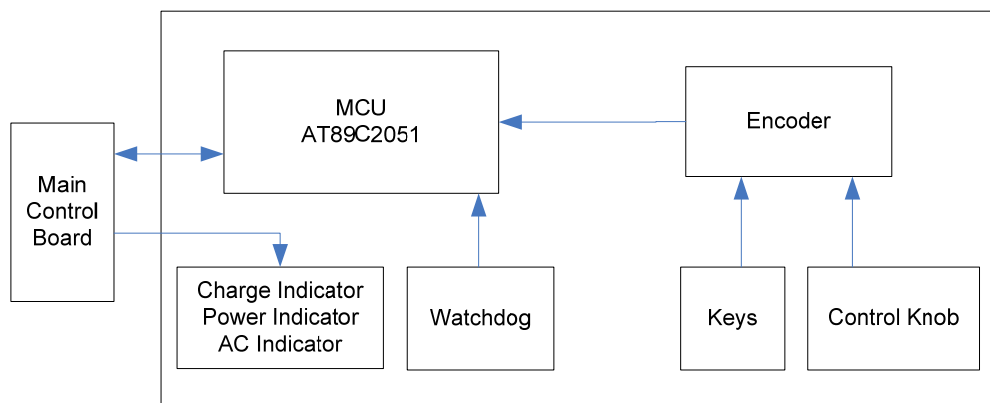 MCU
AT89C2051
Encoder
Main
Control
Board
Charge Indicator
Power Indicator
AC Indicator
Watchdog
Keys
Control Knob